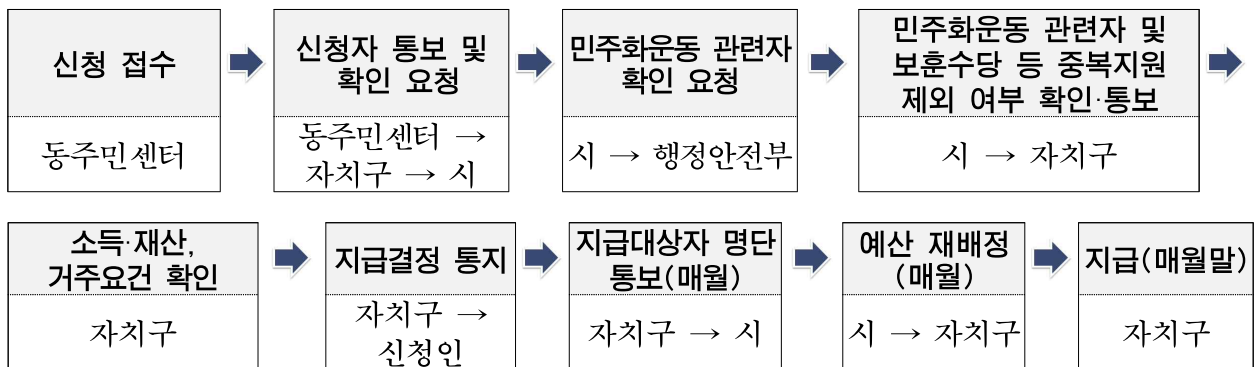 신청 접수
동주민센터
신청자 통보 및
확인 요청
동주민센터 →
자치구 → 시
민주화운동 관련자
확인 요청
시 → 행정안전부
민주화운동 관련자 및
보훈수당 등 중복지원
제외 여부 확인·통보
시 → 자치구
소득·재산,
거주요건 확인
자치구
지급결정 통지
자치구 →
신청인
지급대상자 명단
통보(매월)
자치구 → 시
예산 재배정
(매월)
시 → 자치구
지급(매월말)
자치구